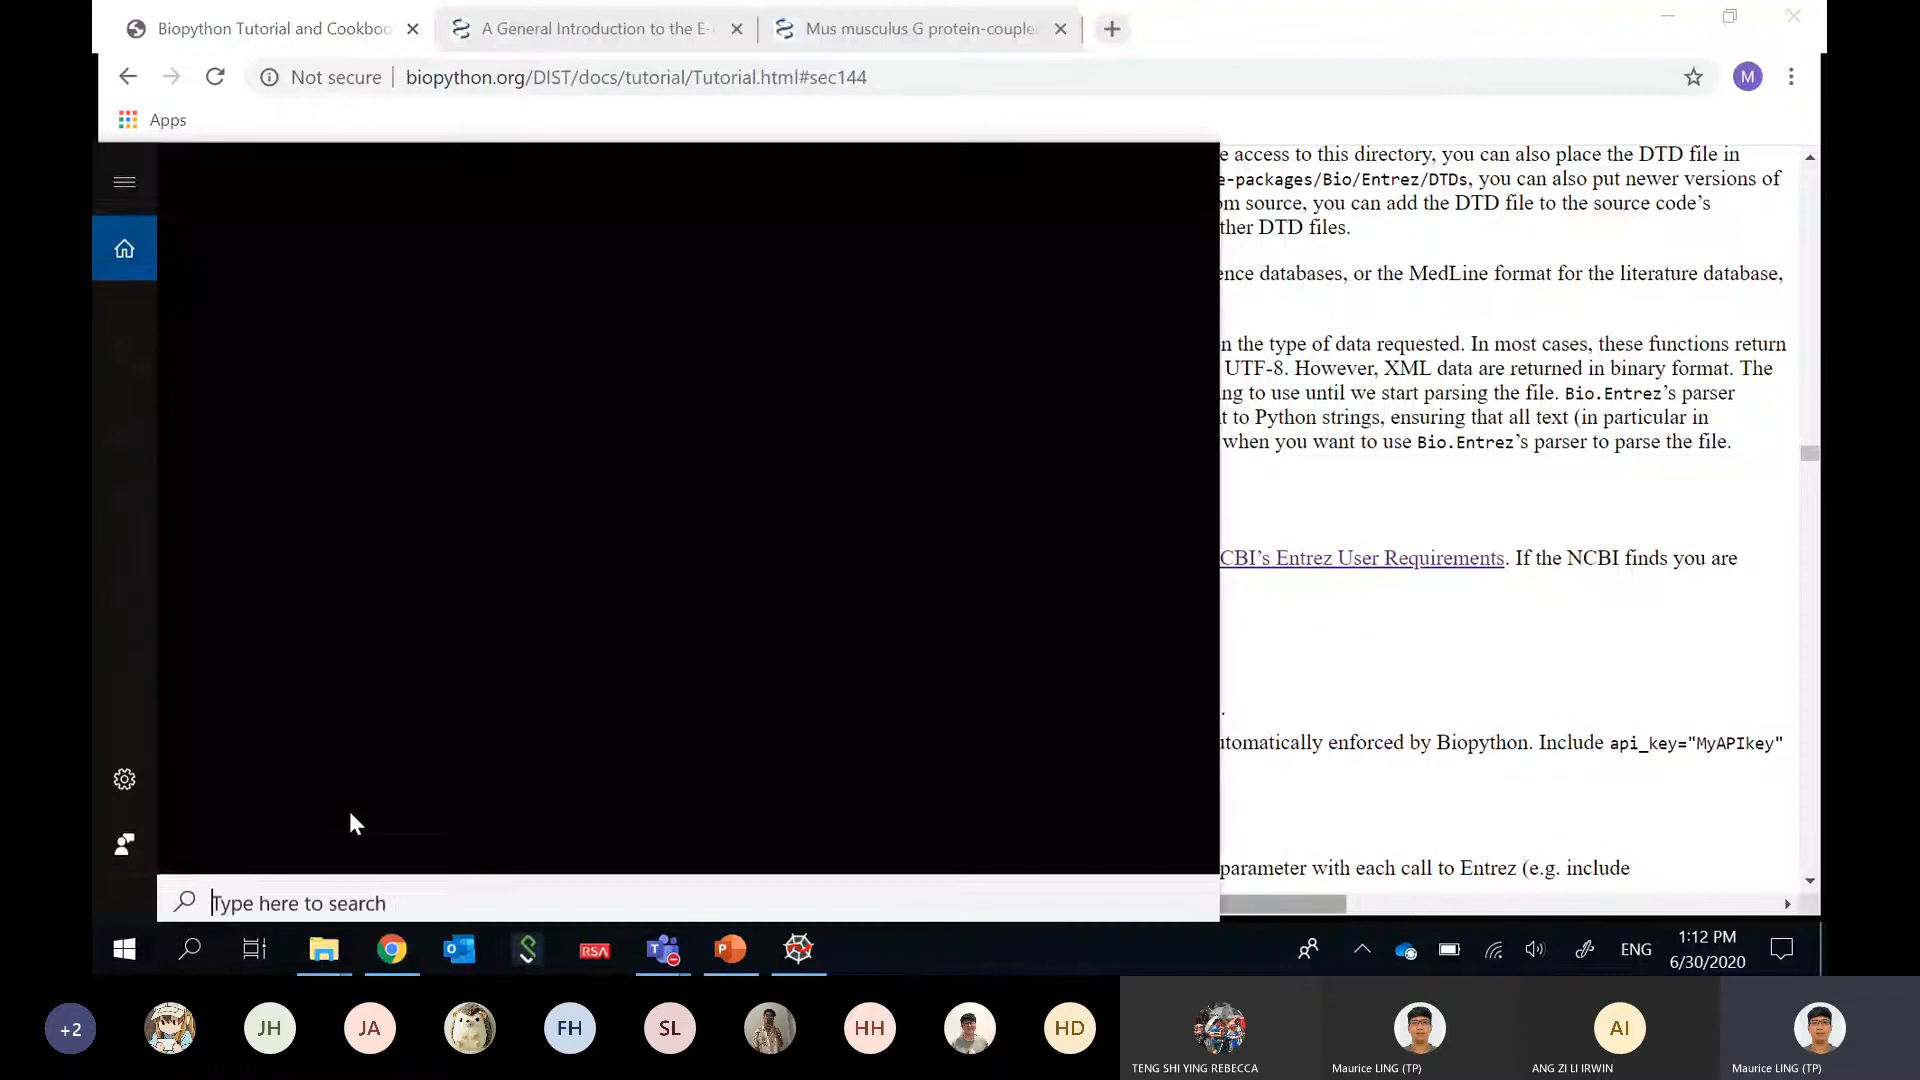 Biopython Tutorial and Cookboo
A General Introduction to the E-
Mus musculus G protein-couple
Not secure
biopython.org/DIST/docs/tutorial/Tutorial.html#sec144
M
Apps
e access to this directory, you can also place the DTD file in
e-packages/Bio/Entrez/DTDs, you can also put newer versions of
om source, you can add the DTD file to the source code’s
ther DTD files.
ence databases, or the MedLine format for the literature database,
n the type of data requested. In most cases, these functions return
UTF-8. However, XML data are returned in binary format. The
ng to use until we start parsing the file. Bio.Entrez’s parser
t to Python strings, ensuring that all text (in particular in
when you want to use Bio.Entrez’s parser to parse the file.
CBI’s Entrez User Requirements. If the NCBI finds you are
.
utomatically enforced by Biopython. Include api_key="MyAPIkey"
parameter with each call to Entrez (e.g. include
Type here to search
RSA
ENG
1:12 PM
6/30/2020
+2
JH
JA
FH
SL
HH
HD
AI
TENG SHI YING REBECCA
Maurice LING (TP)
ANG ZI LI IRWIN
Maurice LING (TP)